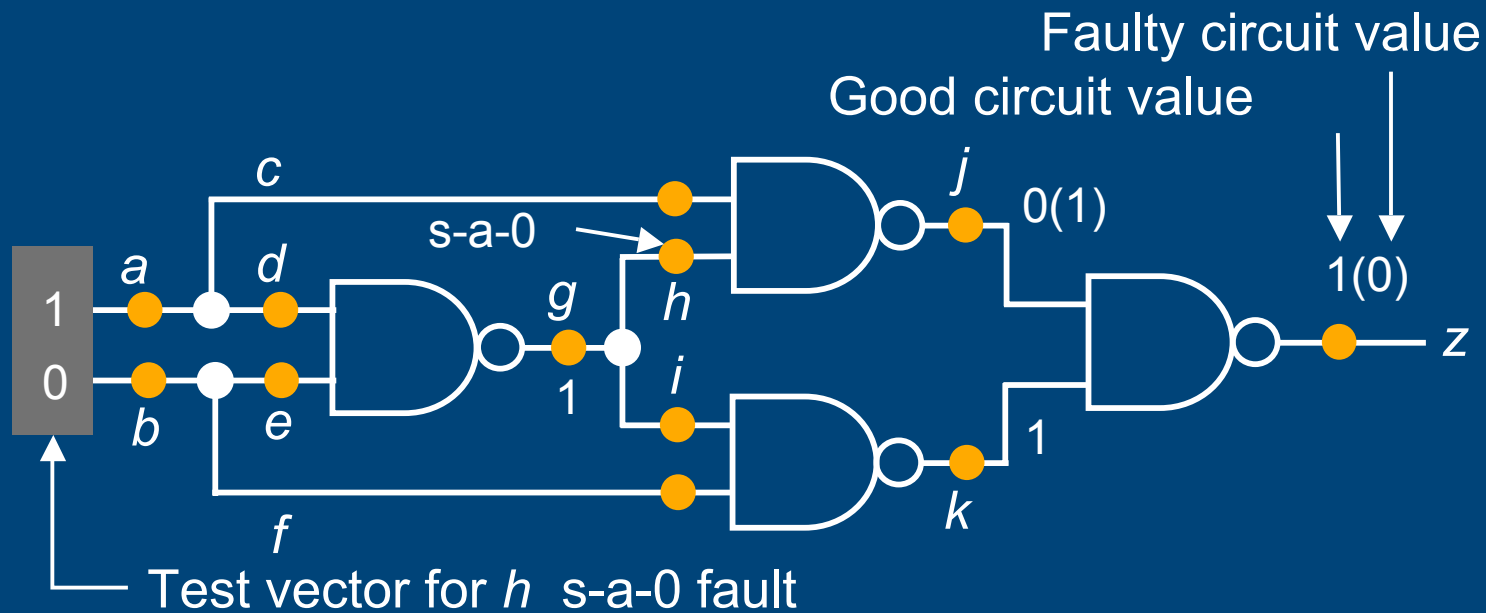 Faulty circuit value
Good circuit value
c
j
0(1)
s-a-0
1(0)
a
d
g
h
1
z
0
i
1
b
e
1
k
f
Test vector for h s-a-0 fault